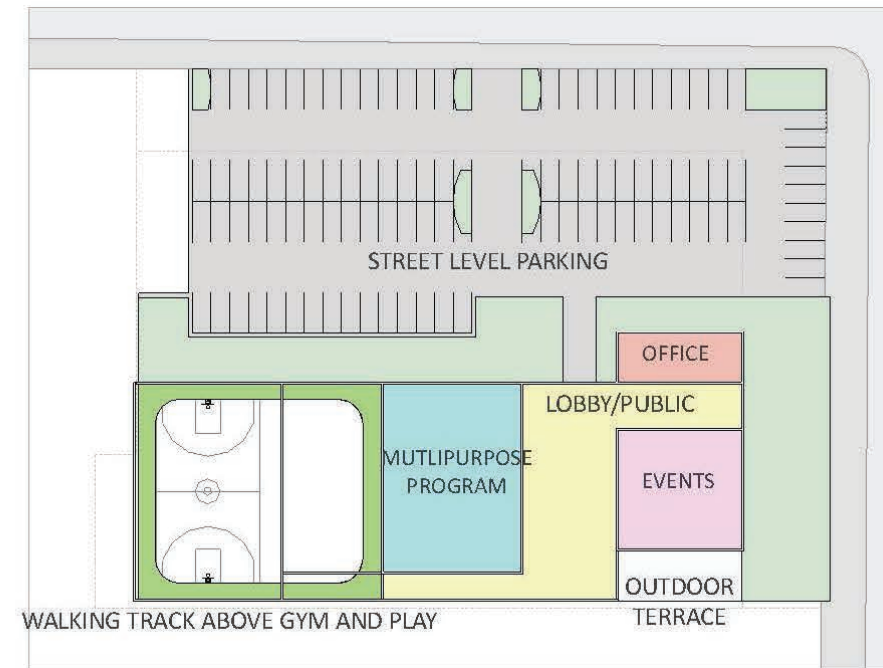 STREET LEVEL PARKING
OFFICE
LOBBY/PUBLIC
MUTLIPURPOSE
PROGRAM
EVENTS
OUTDOOR
TERRACE
WALKING TRACK ABOVE GYM AND PLAY